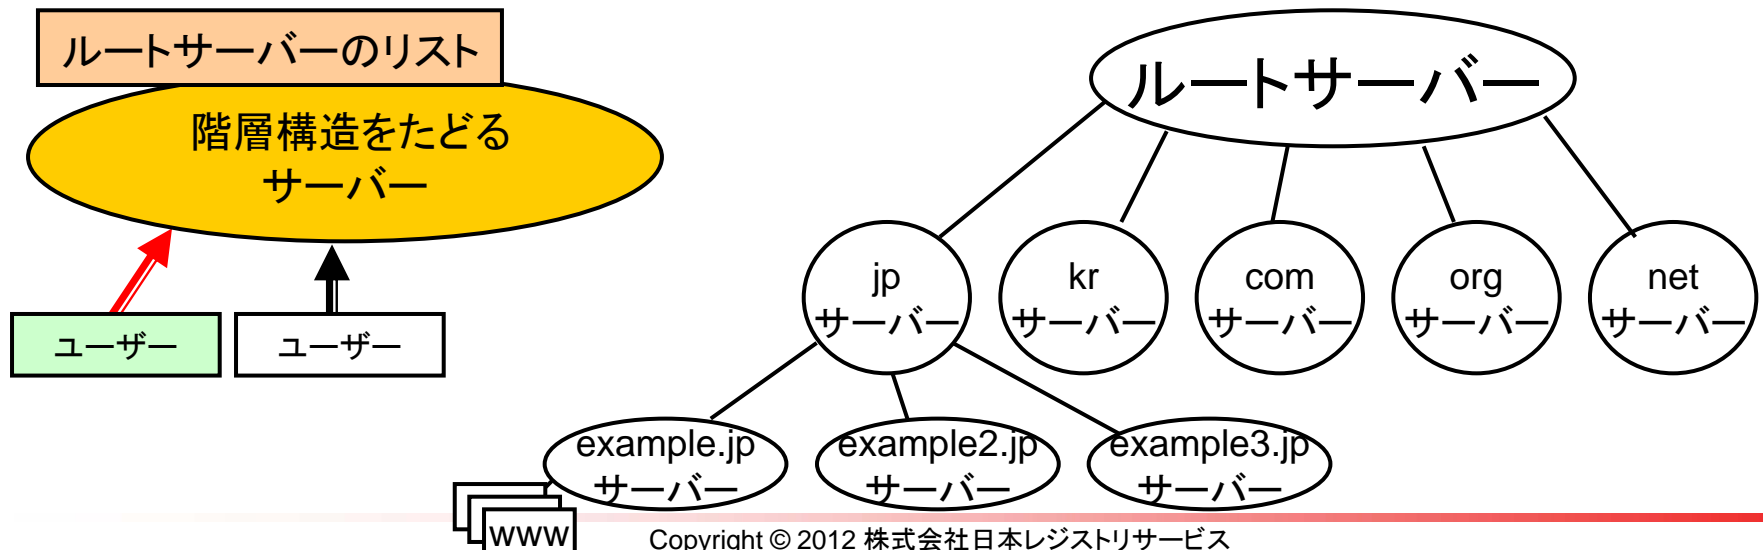 ルートサーバーのリスト
階層構造をたどる
サーバー
ユーザー
ユーザー
ルートサーバー
jp
サーバー
kr
サーバー
com
サーバー
org
サーバー
net
サーバー
example.jp
サーバー
example2.jp
サーバー
example3.jp
サーバー
www
Copyright © 2012 株式会社日本レジストリサービス